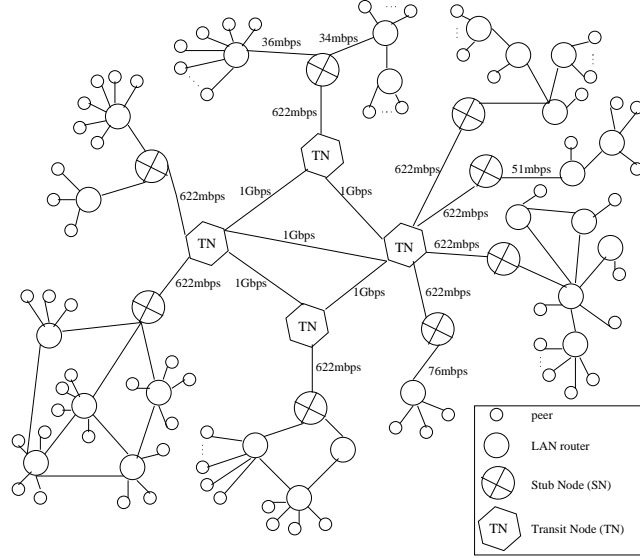 36mbps
34mbps
622mbps
TN
622mbps
51mbps
622mbps
1Gbps
1Gbps
622mbps
TN
1Gbps
TN
622mbps
622mbps
1Gbps
1Gbps
622mbps
TN
622mbps
76mbps
peer
LAN router
Stub Node (SN)
TN
Transit Node (TN)